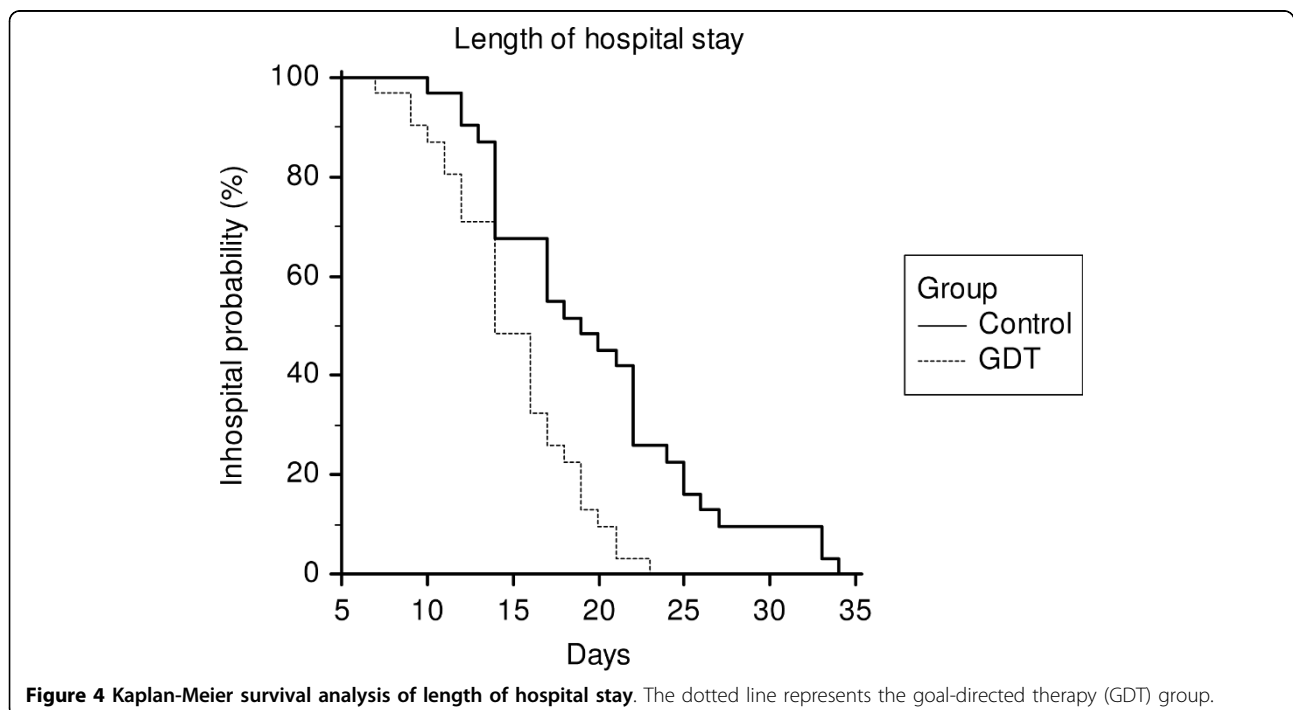 Length of hospital stay
100
80
60
40
20
0
Inhospital probability (%)
5 10 15 20 25 30 35
Days
Group
Control
GDT
Figure 4 Kaplan-Meier survival analysis of length of hospital stay. The dotted line represents the goal-directed therapy (GDT) group.